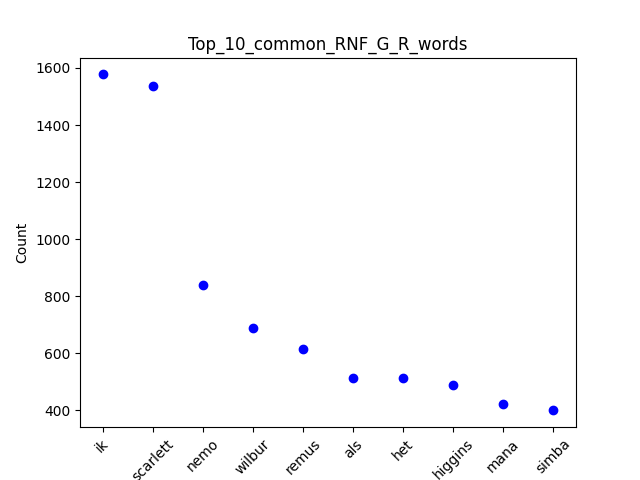 Top_10_common_RNF_G_R_words
1600
1400
1200
1000
800
600
400
Count
ik
scarlett
nemo
wilbur
remus
als
het
higgins
mana
simba